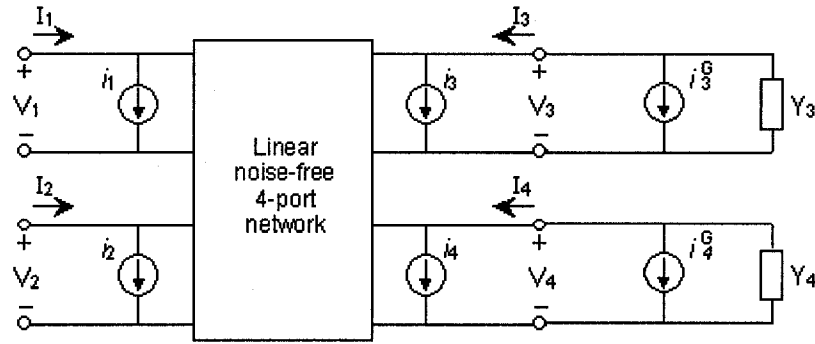 I1 I3
+ i1 i3 + i3G
V1 V3 Y3
− −
Linear
noise-free
4-port
network
I2 I4
+ i2 i4 + i4G
V2 V4 Y4
− −